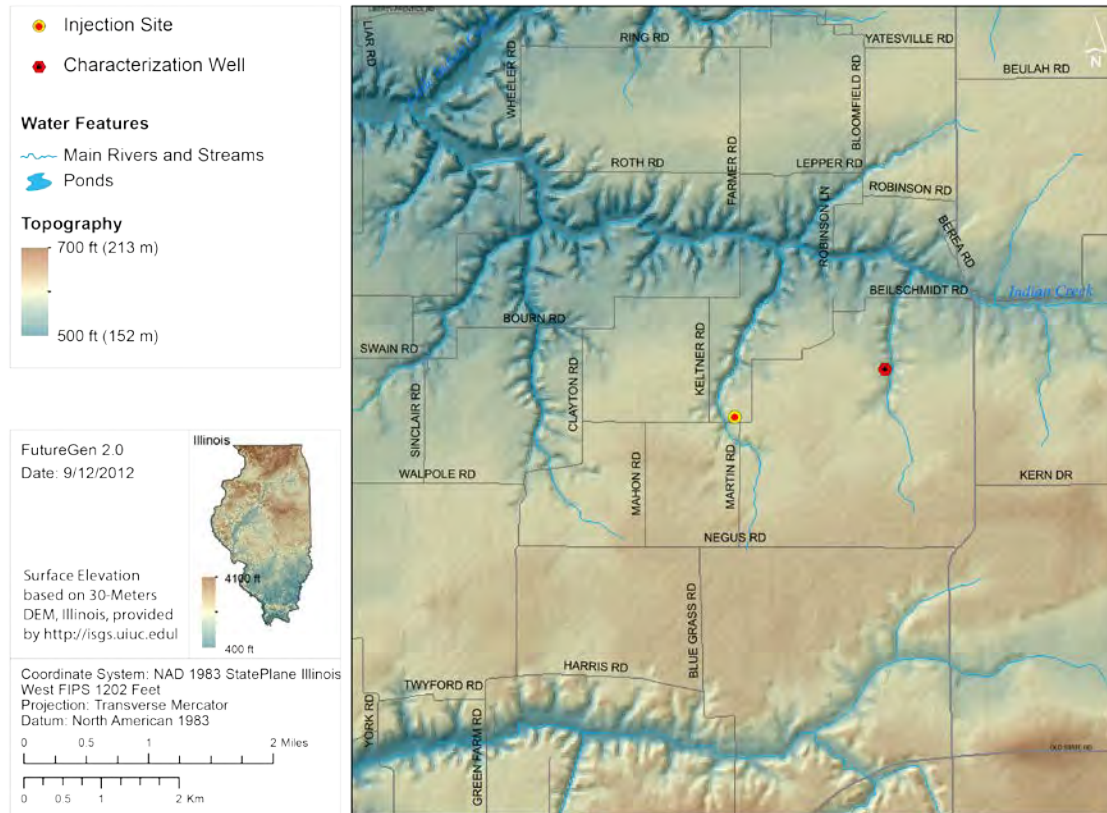 Injection Site
Characterization Well
Water Features
Main Rivers and Streams
Ponds
Topography
700 ft (213 m)
500 ft (152 m)
FutureGen 2.0
Date: 9/12/2012
Illinois
4100 ft
400 ft
Surface Elevation
based on 30-Meters
DEM, Illinois, provided
by http://isgs.uiuc.edul
Coordinate System: NAD 1983 StatePlane Illinois
West FIPS 1202 Feet
Projection: Transverse Mercator
Datum: North American 1983
0 0.5 1 2 Miles
0 0.5 1 2 Km
LIAR RD
WHEELER RD
RING RD
YATESVILLE RD
N
BEULAH RD
BLOOMFIELD RD
FARMER RD
ROTH RD
LEPPER RD
ROBINSON RD
ROBINSON LN
BEREA RD
BEILSCHMIDT RD
Indian Creek
BOURN RD
SWAIN RD
KELTNER RD
CLAYTON RD
SINCLAIR RD
WALPOLE RD
MAHON RD
MARTIN RD
KERN DR
NEGUS RD
BLUE GRASS RD
HARRIS RD
TWYFORD RD
YORK RD
GREEN FARM RD
OLD STATE RD